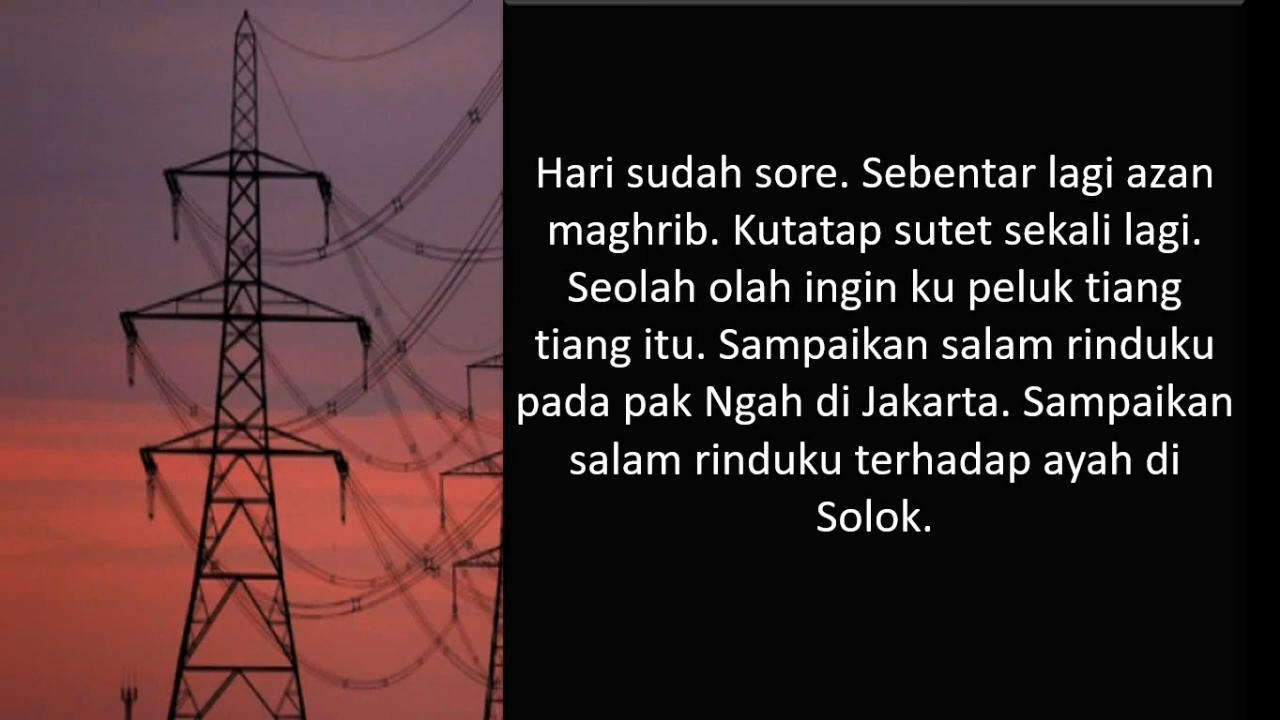 Hari sudah sore. Sebentar lagi azan
maghrib. Kutatap sutet sekali lagi.
Seolah olah ingin ku peluk tiang
tiang itu. Sampaikan salam rinduku
pada pak Ngah di Jakarta. Sampaikan
salam rinduku terhadap ayah di
Solok.